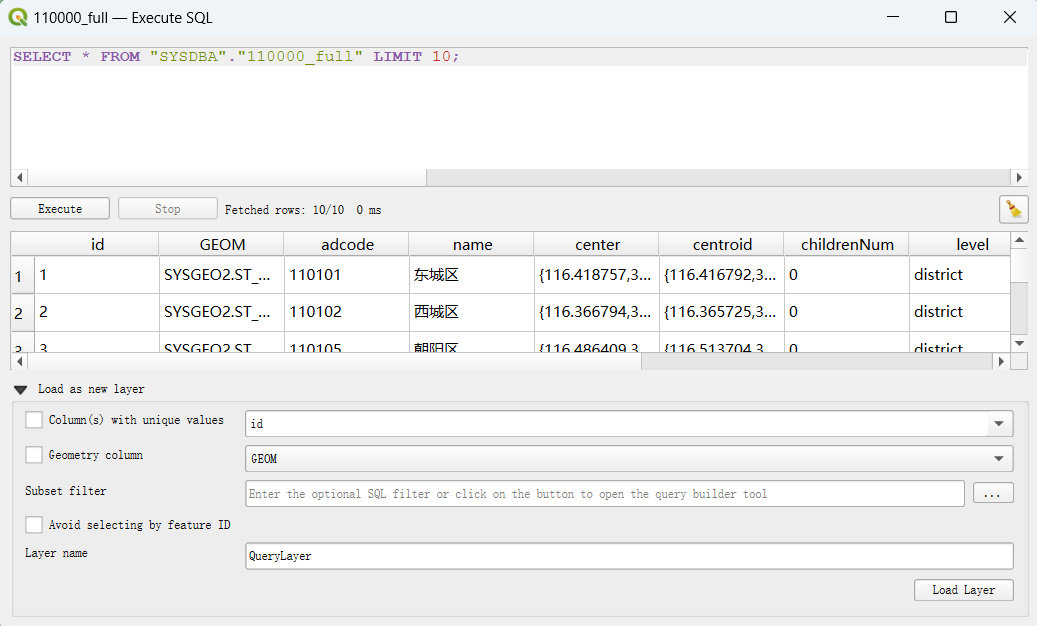 110000_full — Execute SQL
SELECT * FROM "SYSDBA"."110000_full" LIMIT 10;
Execute Stop Fetched rows: 10/10 0 ms
id GEOM adcode name center centroid childrenNum level
1 1 SYSGEO2.ST_... 110101 东城区 {116.418757,3... {116.416792,3... 0 district
2 2 SYSGEO2.ST_... 110102 西城区 {116.366794,3... {116.365725,3... 0 district
3 3 SYSGEO2.ST 110105 朝阳区 {116.486409,3 {116.513704,3 0 district
Load as new layer
Column(s) with unique values id
Geometry column GEOM
Subset filter Enter the optional SQL filter or click on the button to open the query builder tool ...
Avoid selecting by feature ID
Layer name QueryLayer
Load Layer